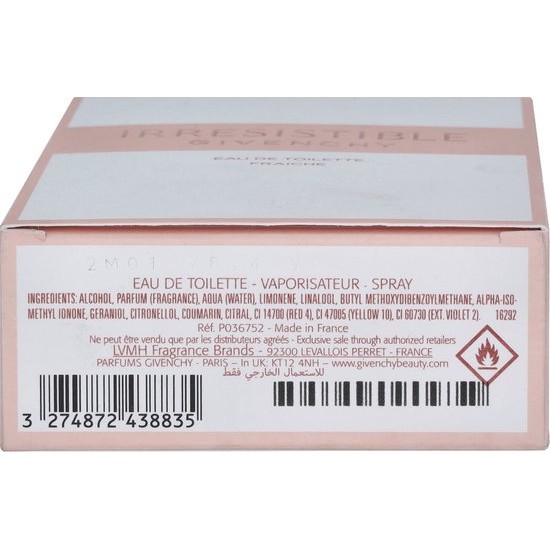 IRRESISTIBLE
GIVENCHY
EAU DE TOILETTE
FRAÎCHE
2M01
EAU DE TOILETTE - VAPORISATEUR - SPRAY
INGREDIENTS: ALCOHOL, PARFUM (FRAGRANCE), AQUA (WATER), LIMONENE, LINALOOL, BUTYL METHOXYDIBENZOYLMETHANE, ALPHA-ISO-
METHYL IONONE, GERANIOL, CITRONELLOL, COUMARIN, CITRAL, CI 14700 (RED 4), CI 47005 (YELLOW 10), CI 60730 (EXT. VIOLET 2). 16292
Réf. P036752 - Made in France
Ne peut être vendu que par les distributeurs agréés - Exclusive sale through authorized retailers
LVMH Fragrance Brands - 92300 LEVALLOIS PERRET - FRANCE
PARFUMS GIVENCHY - PARIS - In UK: KT12 4NH - www.givenchybeauty.com
للاستعمال الخارجي فقط
3 274872 438835